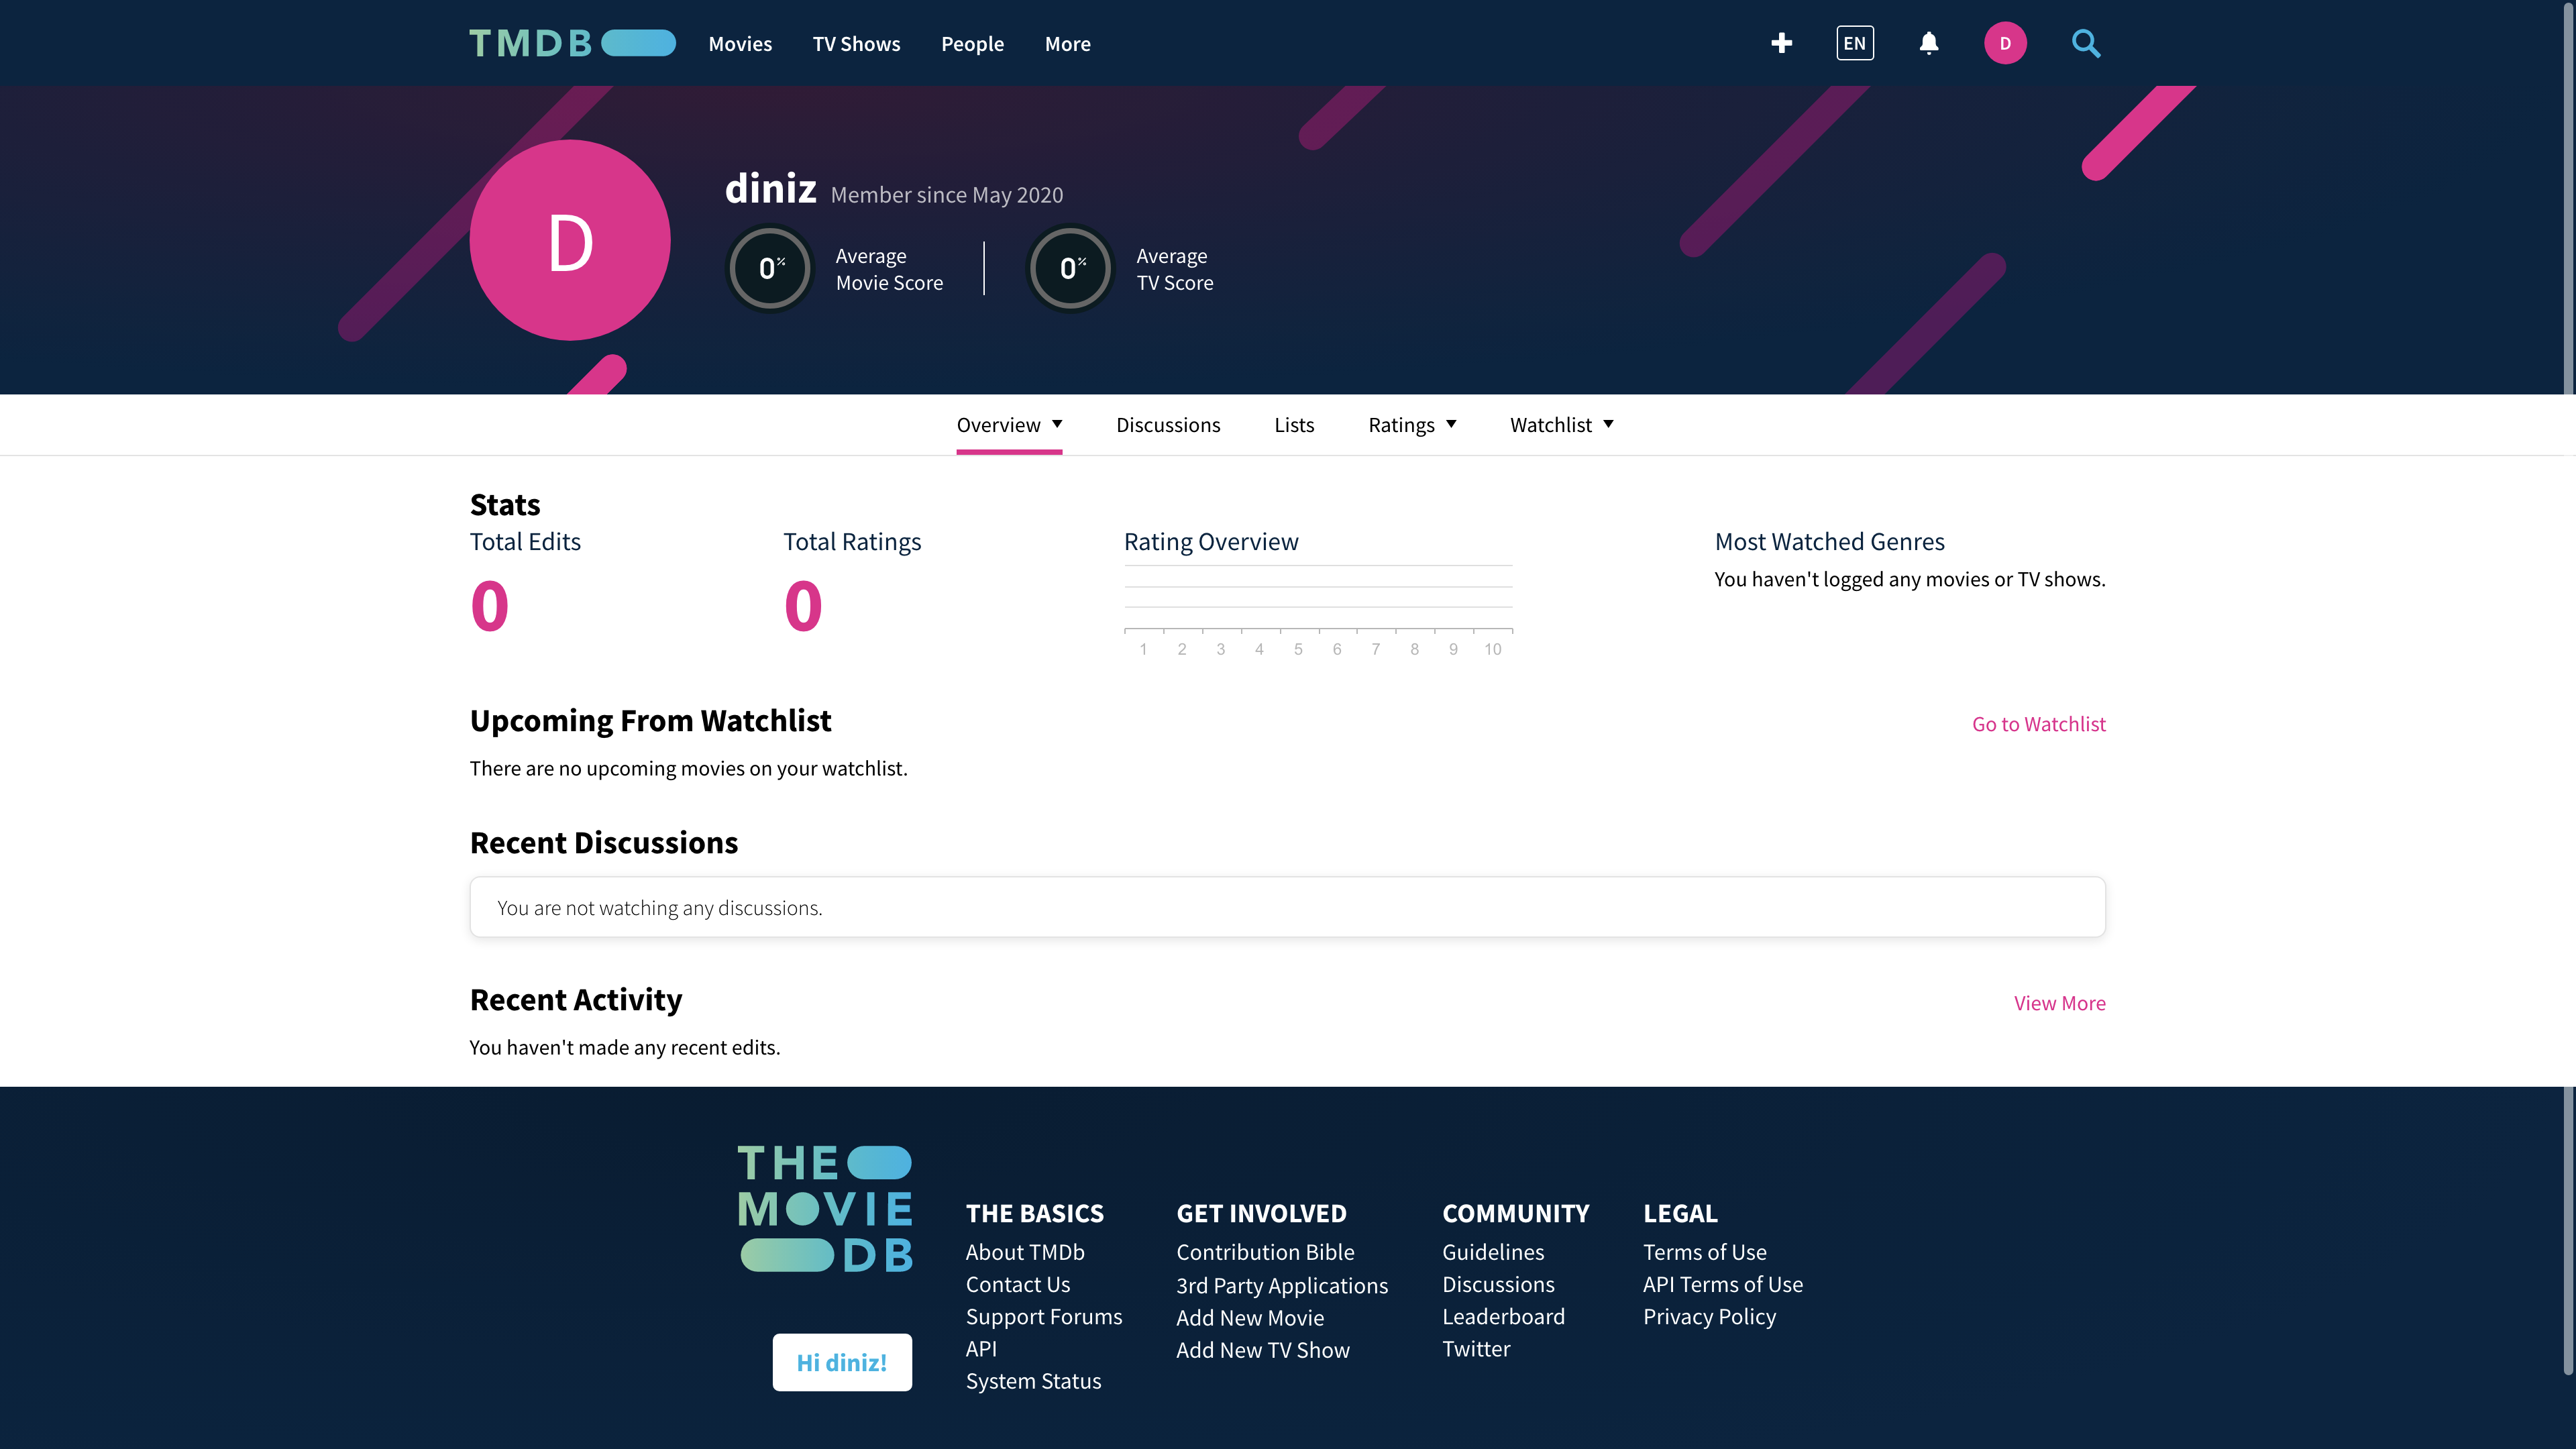 TMDB Movies TV Shows People More EN D
D
diniz Member since May 2020
0% Average
Movie Score
0% Average
TV Score
Overview Discussions Lists Ratings Watchlist
Stats
Total Edits
0
Total Ratings
0
Rating Overview
1 2 3 4 5 6 7 8 9 10
Most Watched Genres
You haven't logged any movies or TV shows.
Upcoming From Watchlist
Go to Watchlist
There are no upcoming movies on your watchlist.
Recent Discussions
You are not watching any discussions.
Recent Activity
View More
You haven't made any recent edits.
THE
MOVIE
DB
Hi diniz!
THE BASICS
About TMDb
Contact Us
Support Forums
API
System Status
GET INVOLVED
Contribution Bible
3rd Party Applications
Add New Movie
Add New TV Show
COMMUNITY
Guidelines
Discussions
Leaderboard
Twitter
LEGAL
Terms of Use
API Terms of Use
Privacy Policy